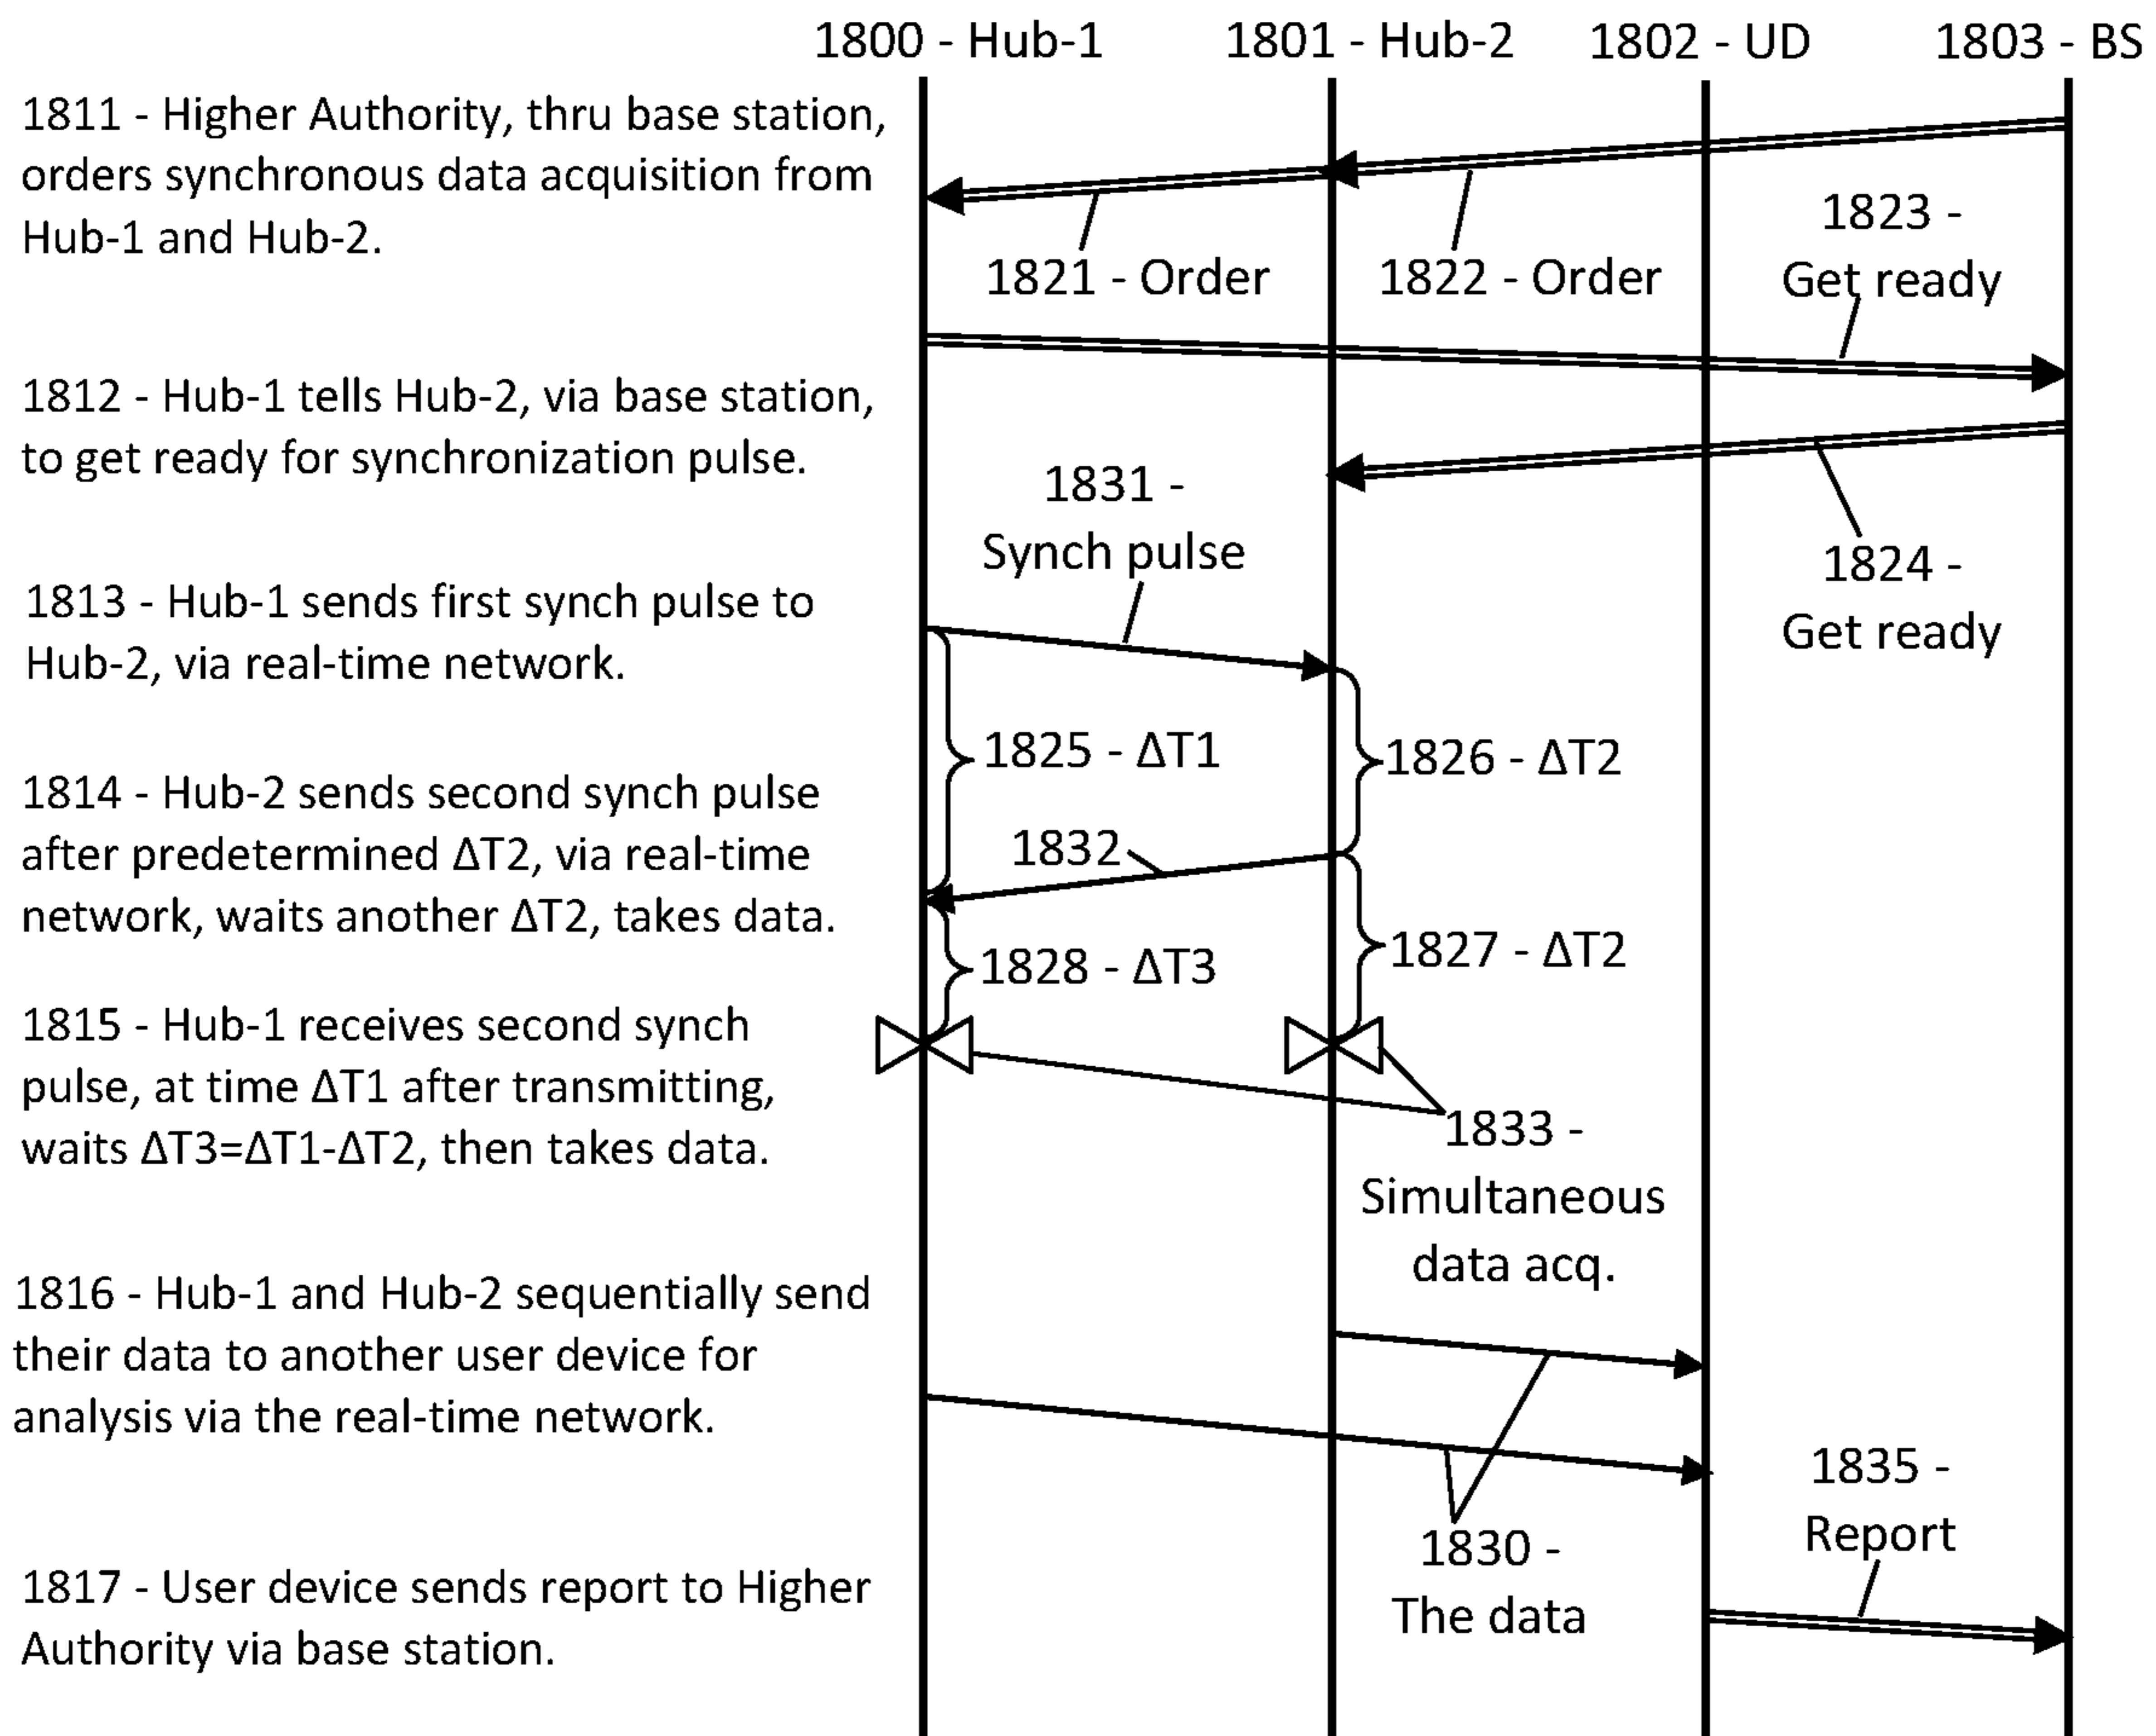 1800 - Hub-1
1801 - Hub-2
1802 - UD
1803 - BS
1811 - Higher Authority, thru base station,
orders synchronous data acquisition from
Hub-1 and Hub-2.
1821 - Order
1822 - Order
1823 -
Get ready
1812 - Hub-1 tells Hub-2, via base station,
to get ready for synchronization pulse.
1831 -
Synch pulse
1824 -
Get ready
1813 - Hub-1 sends first synch pulse to
Hub-2, via real-time network.
1825 - ΔT1
1826 - ΔT2
1814 - Hub-2 sends second synch pulse
after predetermined ΔT2, via real-time
network, waits another ΔT2, takes data.
1832
1828 - ΔT3
1827 - ΔT2
1815 - Hub-1 receives second synch
pulse, at time ΔT1 after transmitting,
waits ΔT3=ΔT1-ΔT2, then takes data.
1833 -
Simultaneous
data acq.
1816 - Hub-1 and Hub-2 sequentially send
their data to another user device for
analysis via the real-time network.
1830 -
The data
1835 -
Report
1817 - User device sends report to Higher
Authority via base station.